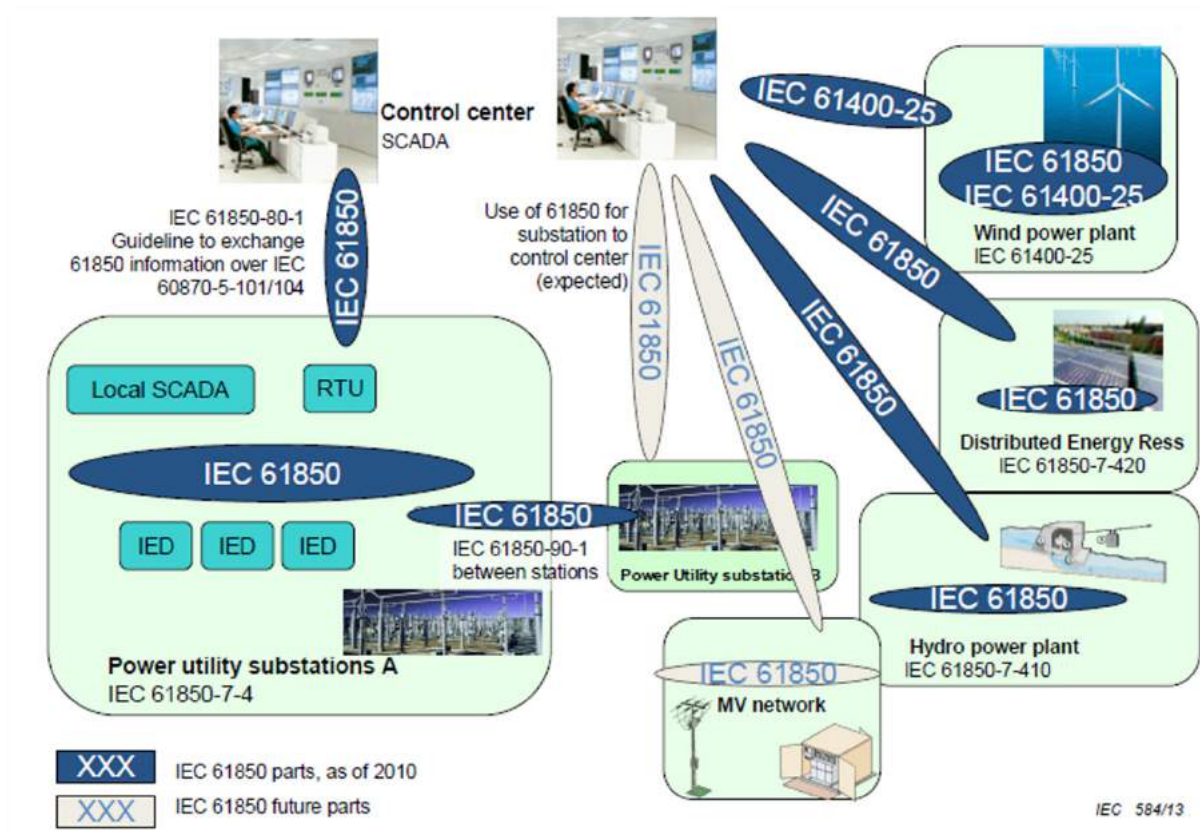 Control center
SCADA
IEC 61850-80-1
Guideline to exchange
61850 information over IEC
60870-5-101/104
IEC 61850
Use of 61850 for
substation to
control center
(expected)
IEC 61850
IEC 61850
IEC 61850
IEC 61850
IEC 61400-25
IEC 61850
IEC 61400-25
Wind power plant
IEC 61400-25
Local SCADA
RTU
IEC 61850
IED
IED
IED
Power utility substations A
IEC 61850-7-4
IEC 61850
IEC 61850-90-1
between stations
Power Utility substation B
IEC 61850
Distributed Energy Ress
IEC 61850-7-420
IEC 61850
Hydro power plant
IEC 61850-7-410
IEC 61850
MV network
XXX
IEC 61850 parts, as of 2010
XXX
IEC 61850 future parts
IEC 584/13